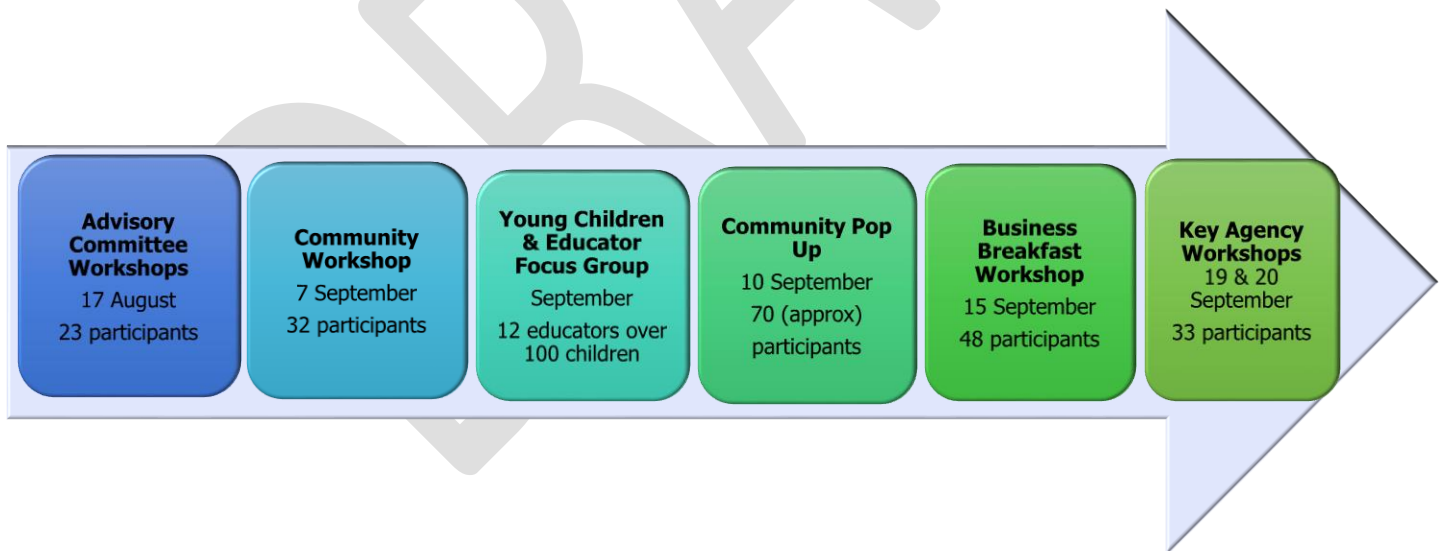 Advisory
Committee
Workshops
17 August
23 participants
Community
Workshop
7 September
32 participants
Young Children
& Educator
Focus Group
September
12 educators over
100 children
Community Pop
Up
10 September
70 (approx)
participants
Business
Breakfast
Workshop
15 September
48 participants
Key Agency
Workshops
19 & 20
September
33 participants